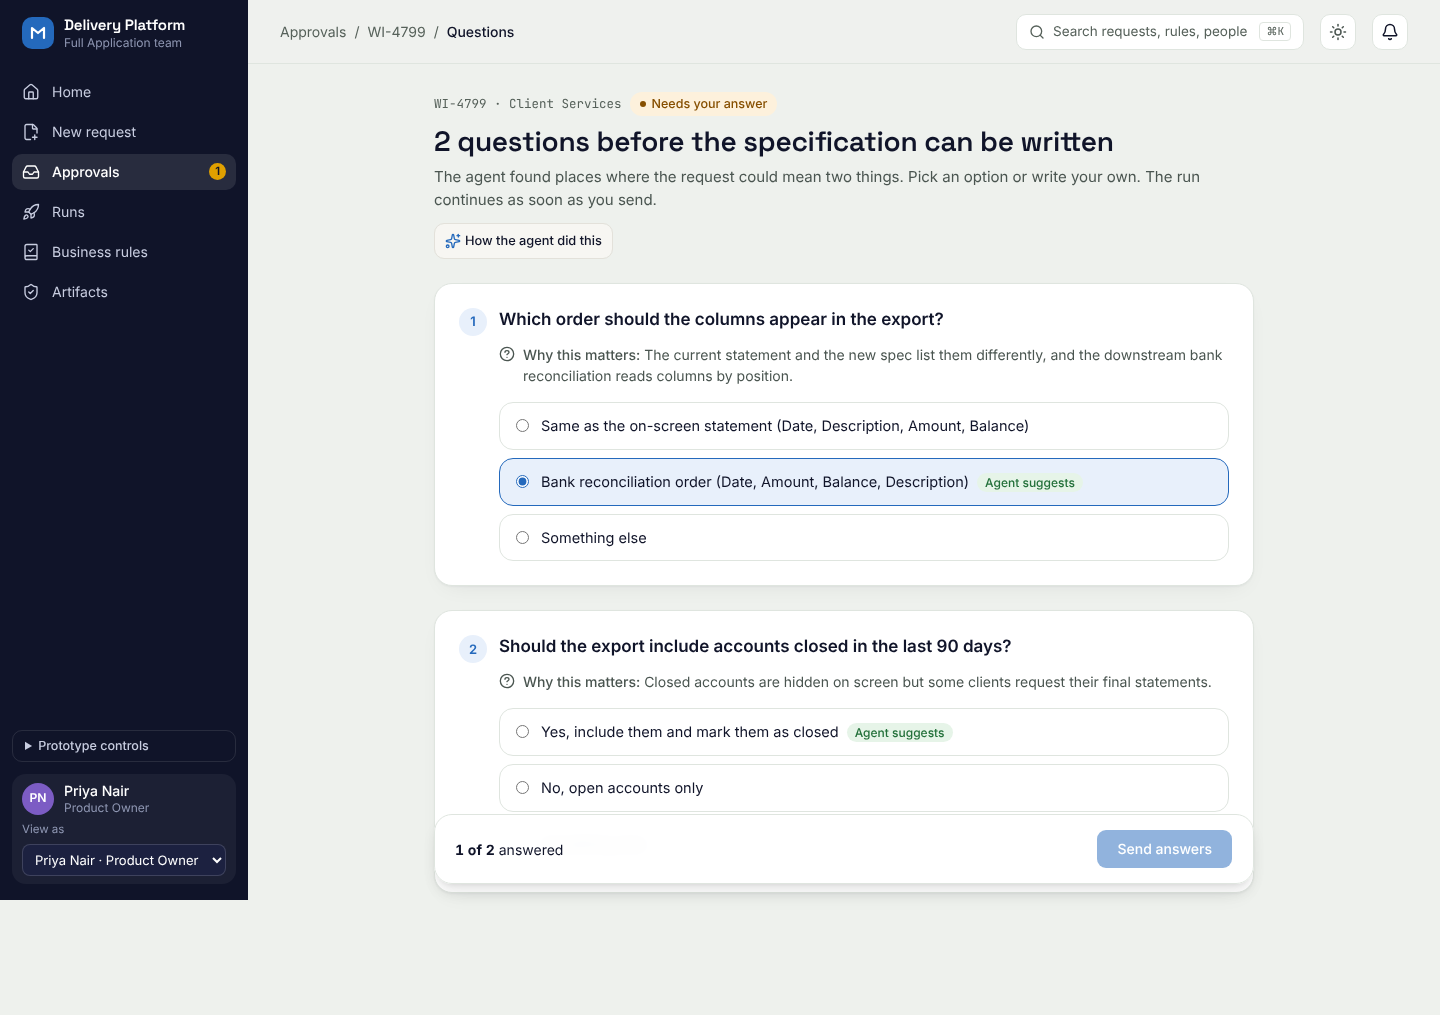 Delivery Platform
Full Application team
Home
New request
Approvals
1
Runs
Business rules
Artifacts
Prototype controls
PN
Priya Nair
Product Owner
View as
Priya Nair · Product Owner
Approvals / WI-4799 / Questions
Search requests, rules, people
⌘K
WI-4799 · Client Services
Needs your answer
2 questions before the specification can be written
The agent found places where the request could mean two things. Pick an option or write your own. The run
continues as soon as you send.
How the agent did this
1
Which order should the columns appear in the export?
Why this matters: The current statement and the new spec list them differently, and the downstream bank
reconciliation reads columns by position.
Same as the on-screen statement (Date, Description, Amount, Balance)
Bank reconciliation order (Date, Amount, Balance, Description) Agent suggests
Something else
2
Should the export include accounts closed in the last 90 days?
Why this matters: Closed accounts are hidden on screen but some clients request their final statements.
Yes, include them and mark them as closed Agent suggests
No, open accounts only
1 of 2 answered
Send answers